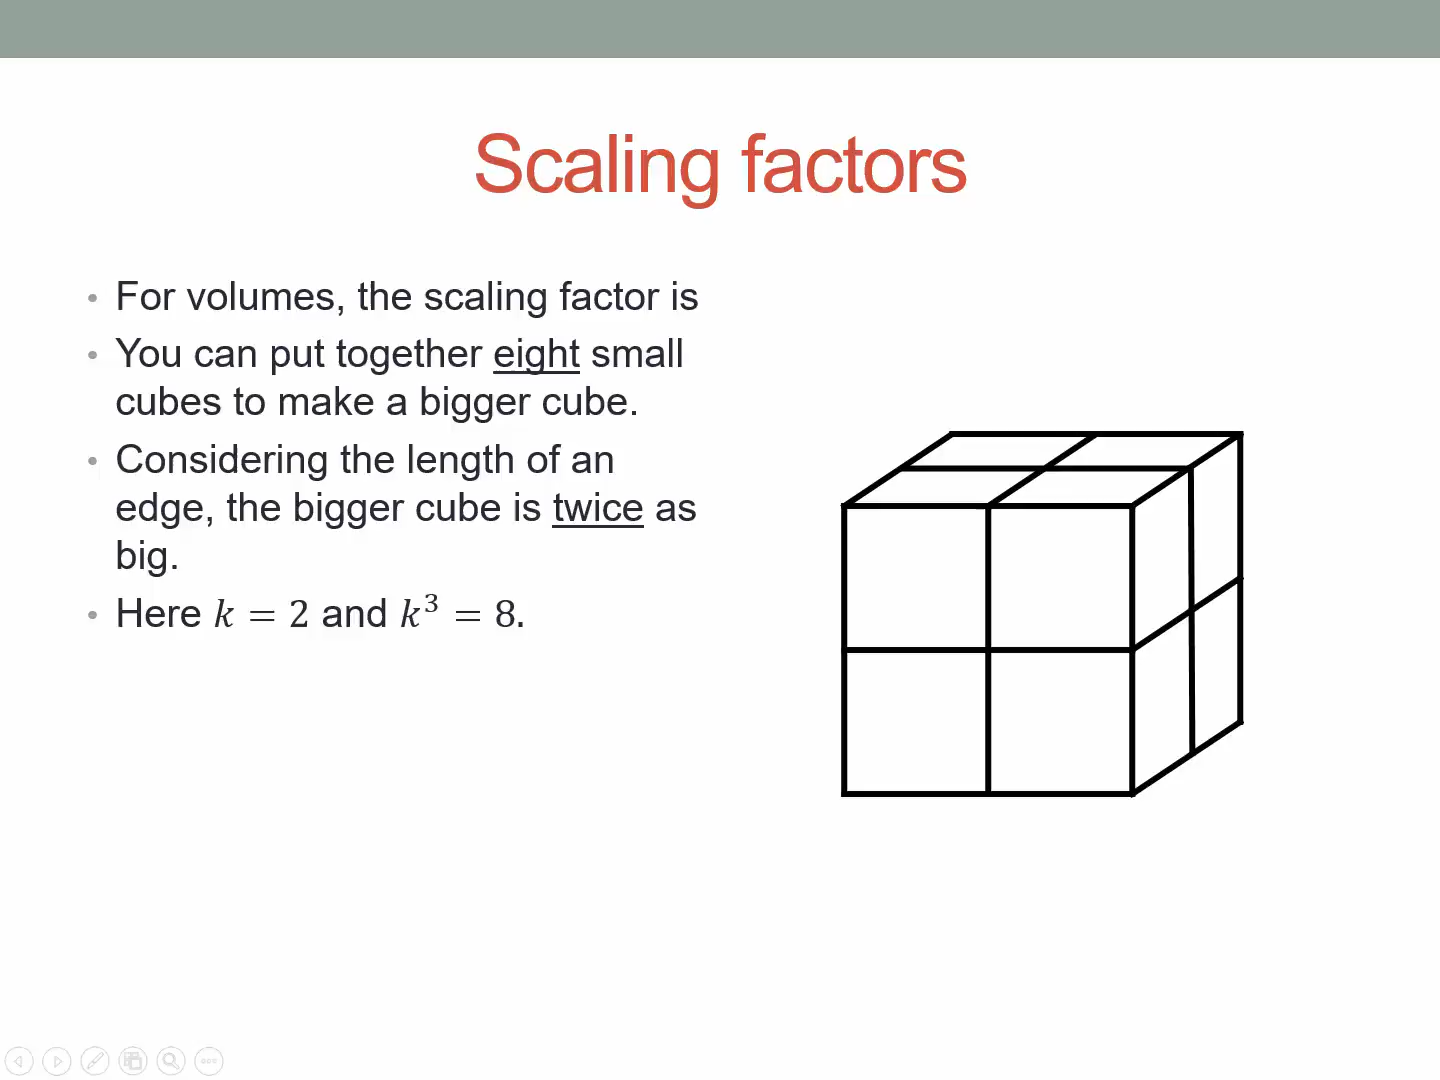 Scaling factors
• For volumes, the scaling factor is
• You can put together eight small
cubes to make a bigger cube.
• Considering the length of an
edge, the bigger cube is twice as
big.
• Here 𝑘 = 2 and 𝑘³ = 8.